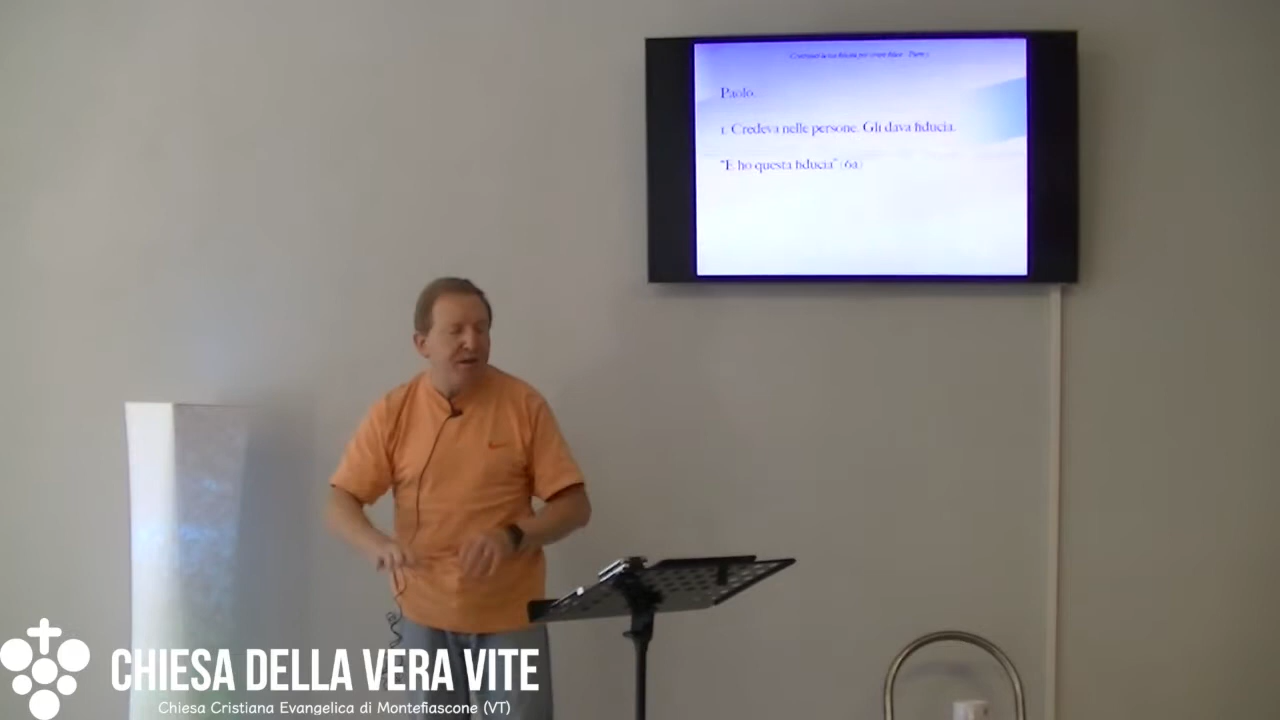 Paolo.
1. Credeva nelle persone. Gli dava fiducia.
"E ho questa fiducia" (6a)
CHIESA DELLA VERA VITE
Chiesa Cristiana Evangelica di Montefiascone (VT)